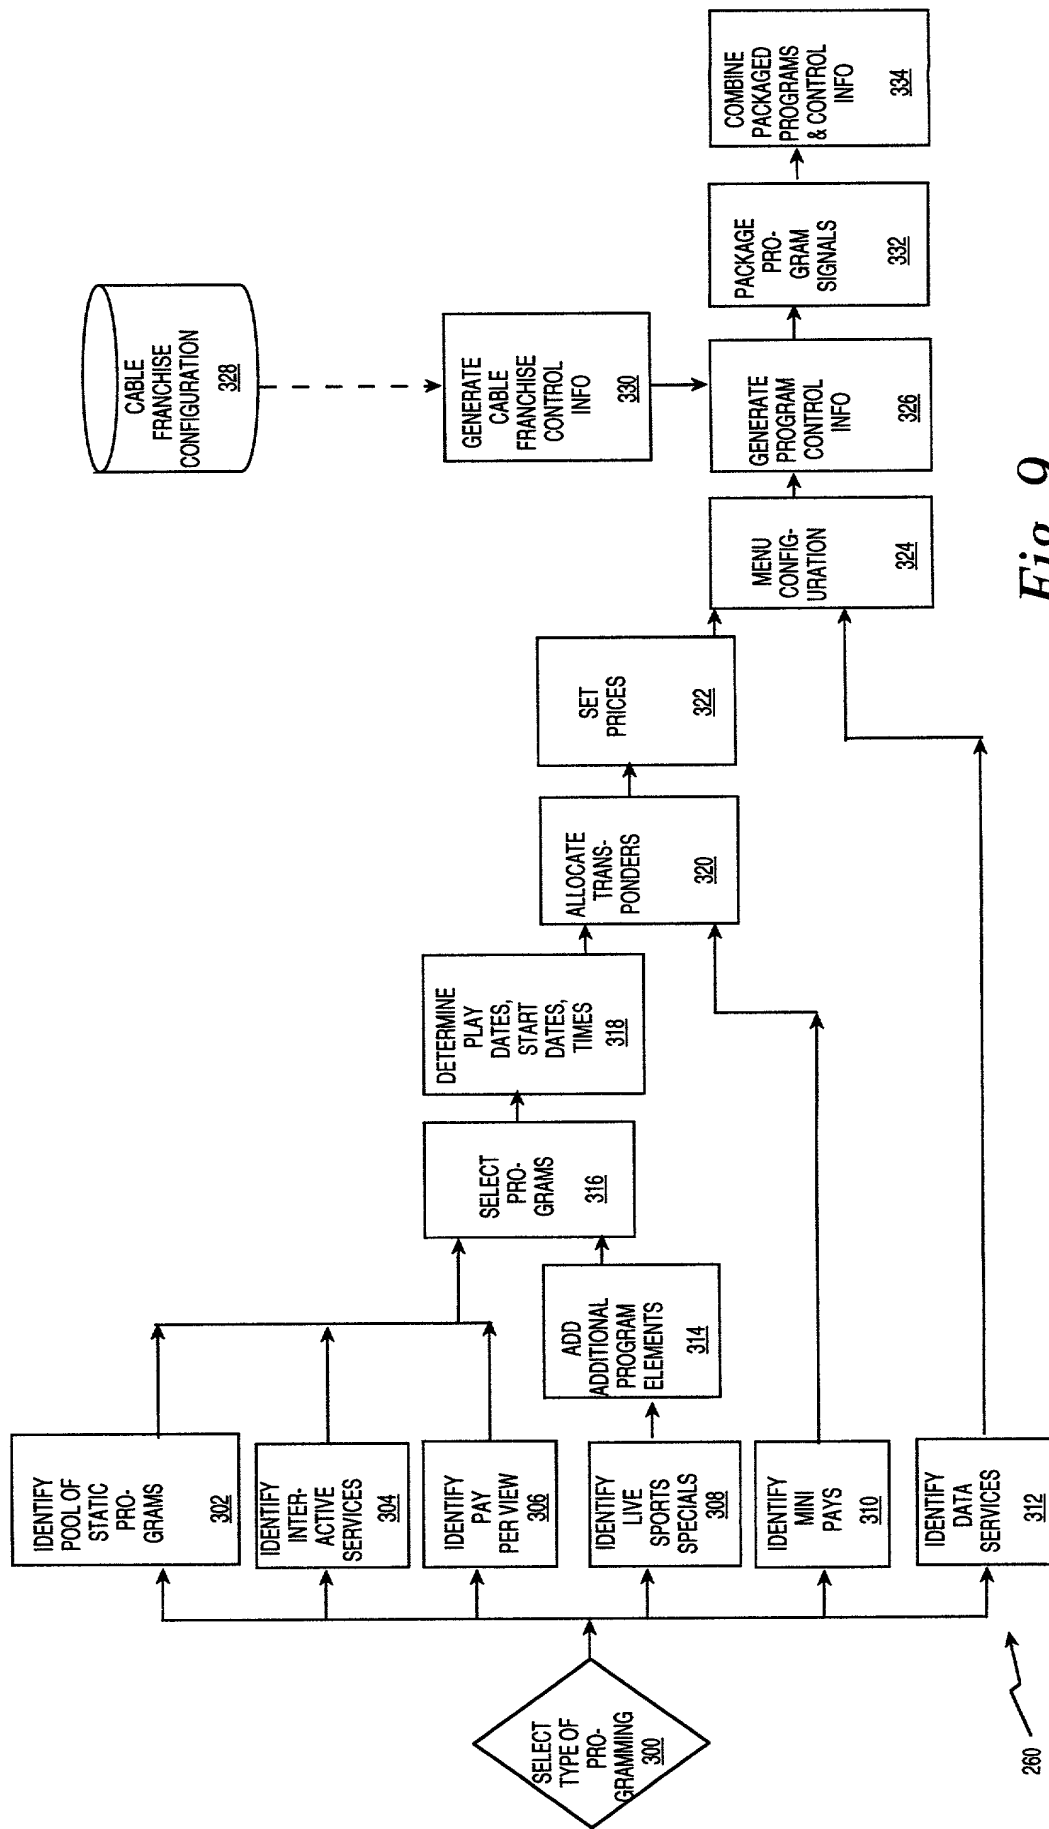 SELECT
TYPE OF
PRO-
GRAMMING
300
IDENTIFY
POOL OF
STATIC
PRO-
GRAMS
302
IDENTIFY
INTER-
ACTIVE
SERVICES
304
IDENTIFY
PAY
PER VIEW
306
IDENTIFY
LIVE
SPORTS
SPECIALS
308
IDENTIFY
MINI
PAYS
310
IDENTIFY
DATA
SERVICES
312
ADD
ADDITIONAL
PROGRAM
ELEMENTS
314
SELECT
PRO-
GRAMS
316
DETERMINE
PLAY
DATES,
START
DATES,
TIMES
318
ALLOCATE
TRANS-
PONDERS
320
SET
PRICES
322
MENU
CONFIG-
URATION
324
CABLE
FRANCHISE
CONFIGURATION
328
GENERATE
CABLE
FRANCHISE
CONTROL
INFO
330
GENERATE
PROGRAM
CONTROL
INFO
326
PACKAGE
PRO-
GRAM
SIGNALS
332
COMBINE
PACKAGED
PROGRAMS
& CONTROL
INFO
334
260
Fig. 9